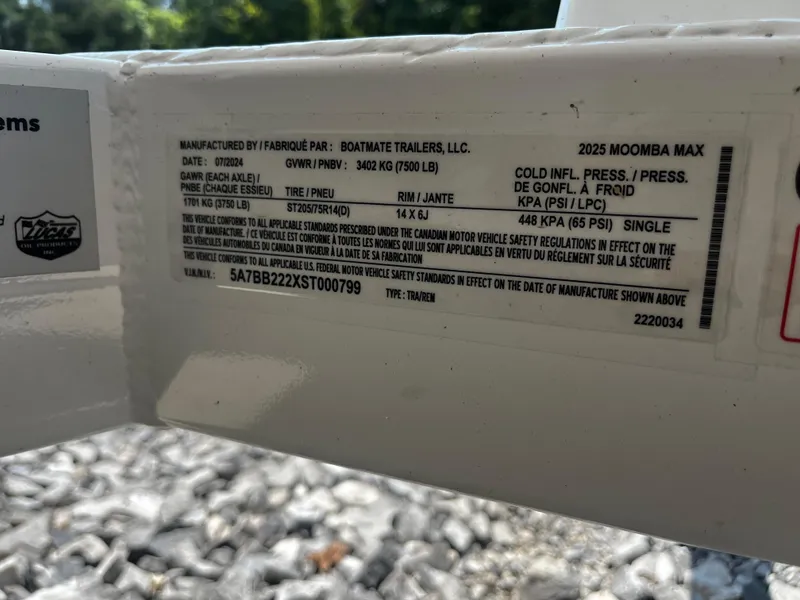 ems
LUCAS
OIL PRODUCTS
INC.
MANUFACTURED BY / FABRIQUÉ PAR : BOATMATE TRAILERS, LLC. 2025 MOOMBA MAX
DATE : 07/2024 GVWR / PNBV : 3402 KG (7500 LB)
GAWR (EACH AXLE) / PNBE (CHAQUE ESSIEU) TIRE / PNEU RIM / JANTE COLD INFL. PRESS. / PRESS. DE GONFL. À FROID KPA (PSI / LPC)
1701 KG (3750 LB) ST205/75R14(D) 14 X 6J 448 KPA (65 PSI) SINGLE
THIS VEHICLE CONFORMS TO ALL APPLICABLE STANDARDS PRESCRIBED UNDER THE CANADIAN MOTOR VEHICLE SAFETY REGULATIONS IN EFFECT ON THE
DATE OF MANUFACTURE. / CE VÉHICULE EST CONFORME À TOUTES LES NORMES QUI LUI SONT APPLICABLES EN VERTU DU RÈGLEMENT SUR LA SÉCURITÉ
DES VÉHICULES AUTOMOBILES DU CANADA EN VIGUEUR À LA DATE DE SA FABRICATION
THIS VEHICLE CONFORMS TO ALL APPLICABLE U.S. FEDERAL MOTOR VEHICLE SAFETY STANDARDS IN EFFECT ON THE DATE OF MANUFACTURE SHOWN ABOVE
V.I.N./N.I.V.: 5A7BB222XST000799 TYPE : TRA/REM
2220034